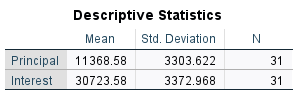 Descriptive Statistics
Mean Std. Deviation N
Principal 11368.58 3303.622 31
Interest 30723.58 3372.968 31